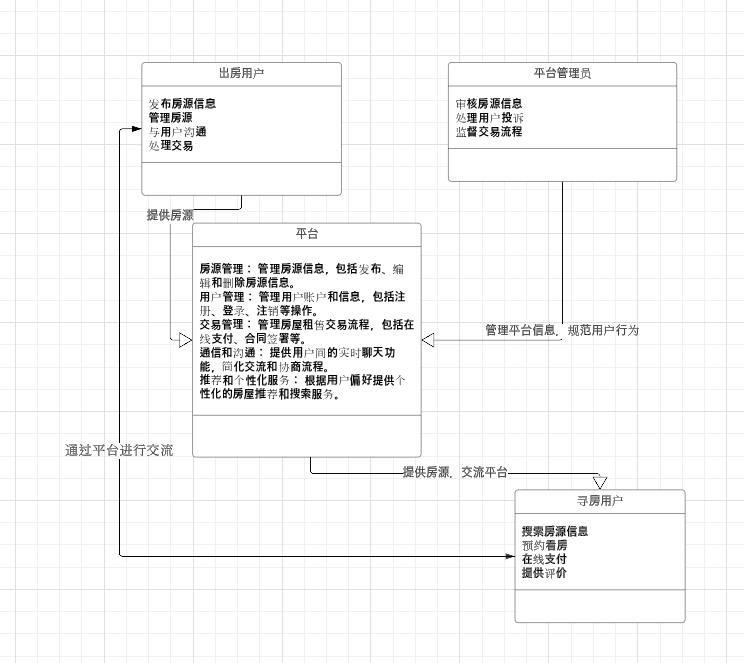 出房用户
发布房源信息
管理房源
与用户沟通
处理交易
平台管理员
审核房源信息
处理用户投诉
监督交易流程
提供房源
平台
房源管理：管理房源信息，包括发布、编
辑和删除房源信息。
用户管理：管理用户账户和信息，包括注
册、登录、注销等操作。
交易管理：管理房屋租售交易流程，包括在
线支付、合同签署等。
通信和沟通：提供用户间的实时聊天功
能，简化交流和协商流程。
推荐和个性化服务：根据用户偏好提供个
性化的房屋推荐和搜索服务。
管理平台信息，规范用户行为
通过平台进行交流
提供房源，交流平台
寻房用户
搜索房源信息
预约看房
在线支付
提供评价